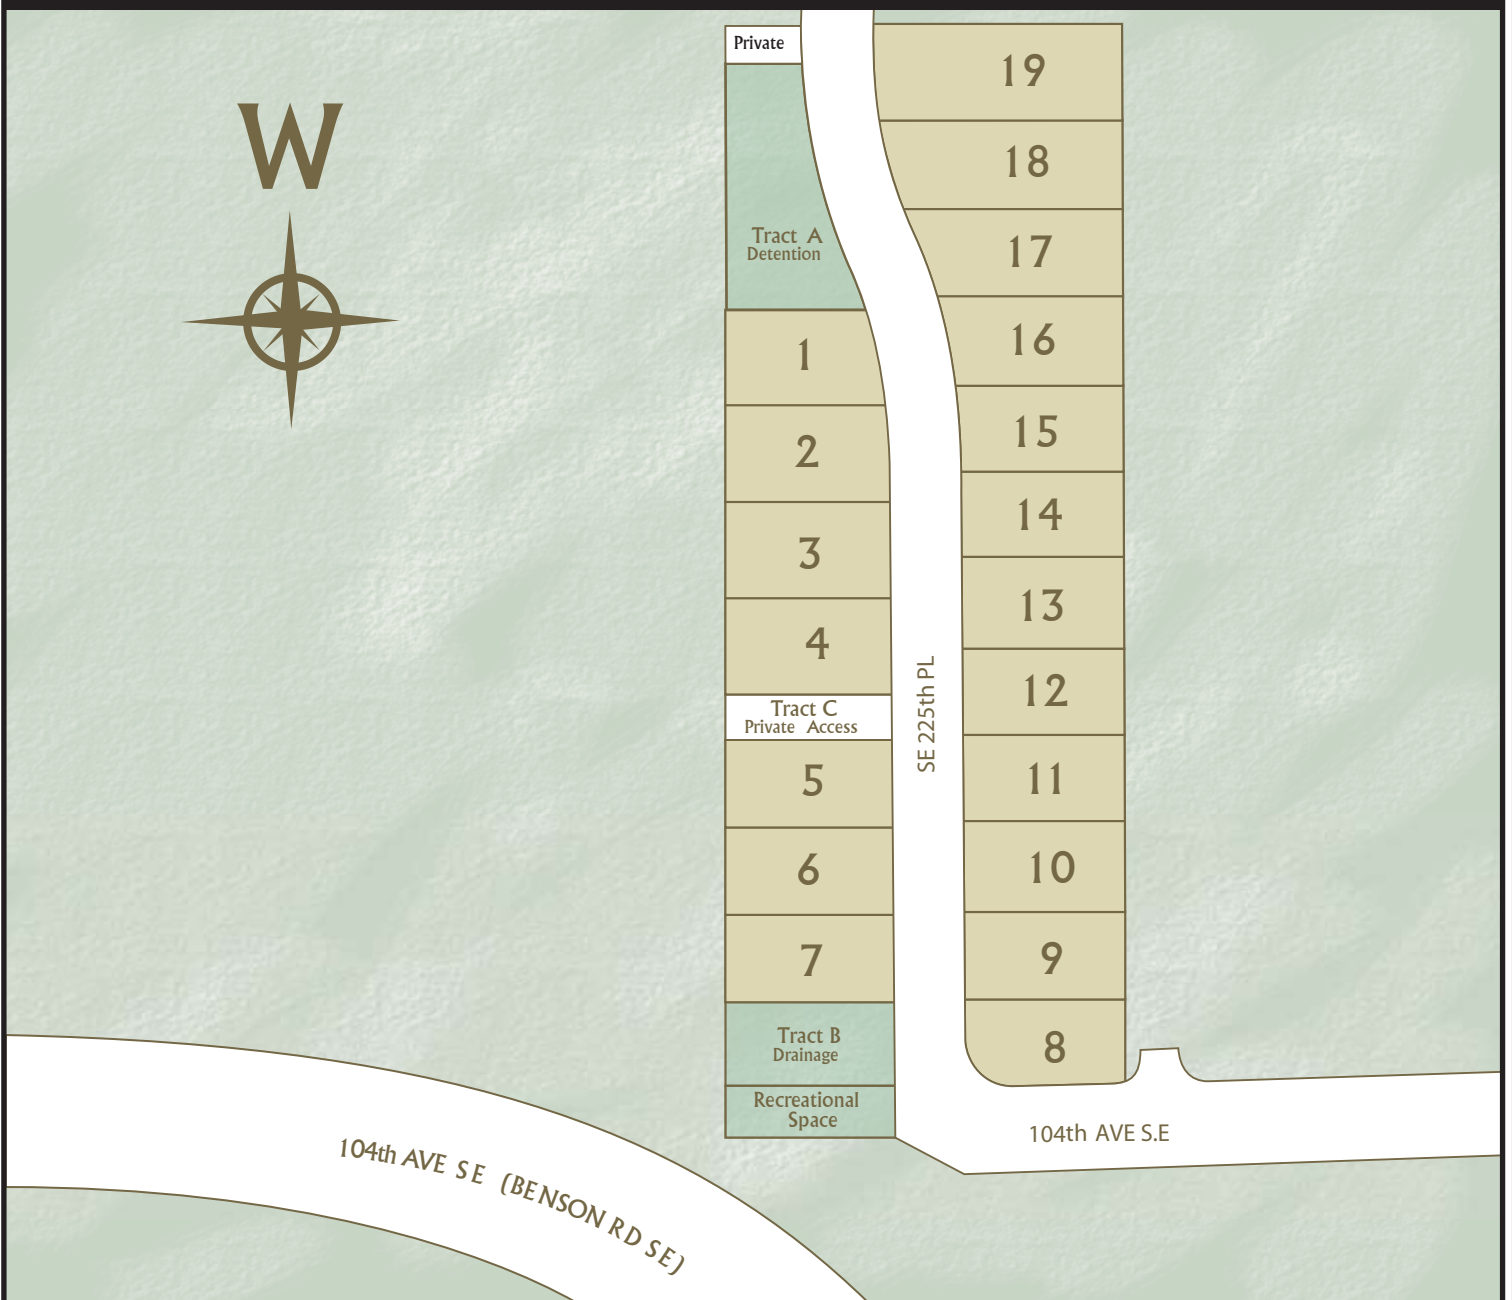 W
Private
Tract A
Detention
1
2
3
4
Tract C
Private Access
5
6
7
Tract B
Drainage
Recreational
Space
SE 225th PL
19
18
17
16
15
14
13
12
11
10
9
8
104th AVE S.E
104th AVE SE (BENSON RD SE)